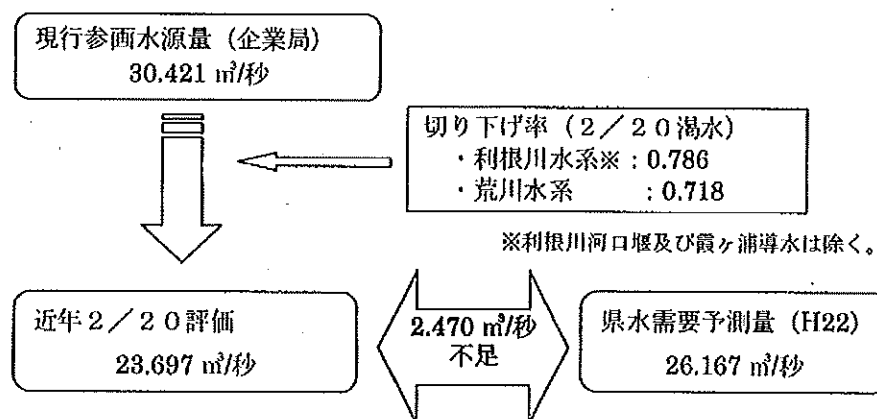 現行参画水源量（企業局）
30.421 ㎥/秒
切り下げ率（2／20渇水）
・利根川水系※：0.786
・荒川水系　　：0.718
※利根川河口堰及び霞ヶ浦導水は除く。
近年2／20評価
23.697 ㎥/秒
2.470 ㎥/秒
不足
県水需要予測量（H22）
26.167 ㎥/秒